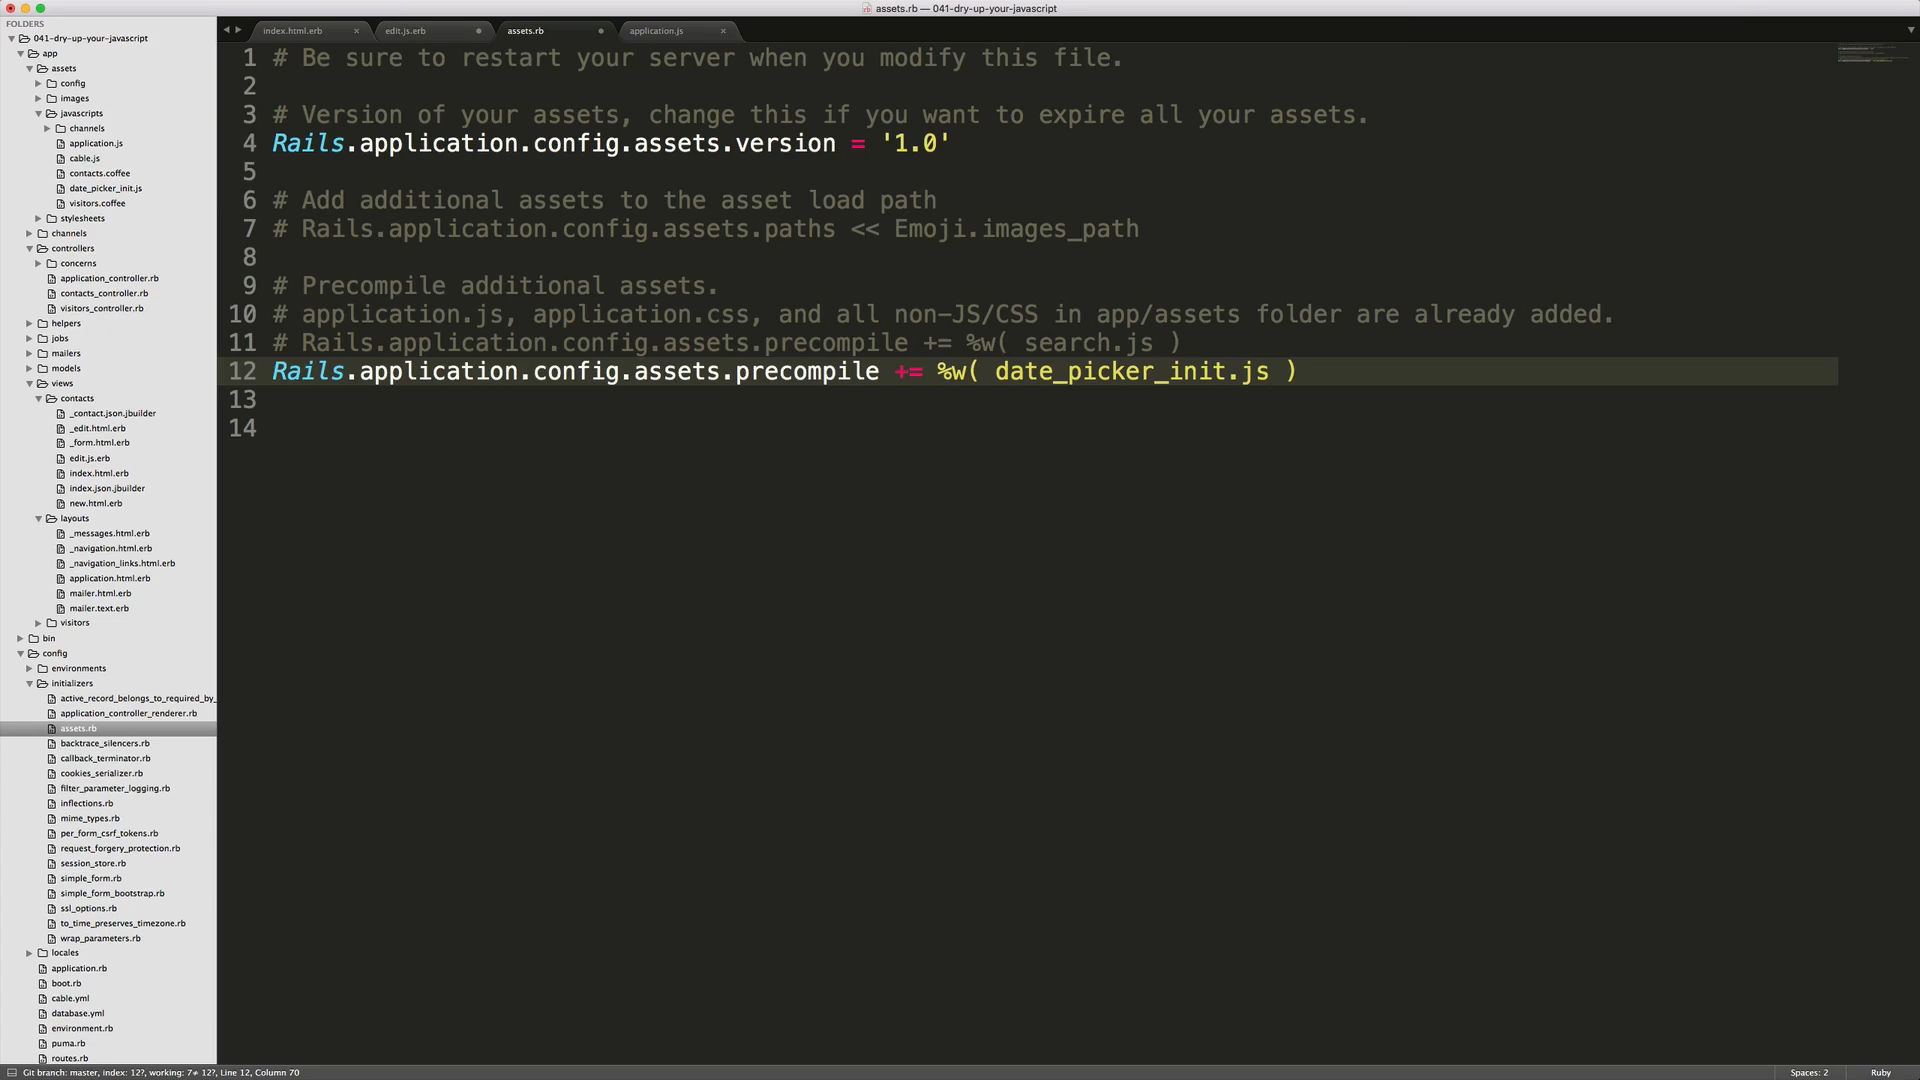 assets.rb — 041-dry-up-your-javascript
FOLDERS
041-dry-up-your-javascript
app
assets
config
images
javascripts
channels
application.js
cable.js
contacts.coffee
date_picker_init.js
visitors.coffee
stylesheets
channels
controllers
concerns
application_controller.rb
contacts_controller.rb
visitors_controller.rb
helpers
jobs
mailers
models
views
contacts
_contact.json.jbuilder
_edit.html.erb
_form.html.erb
edit.js.erb
index.html.erb
index.json.jbuilder
new.html.erb
layouts
_messages.html.erb
_navigation.html.erb
_navigation_links.html.erb
application.html.erb
mailer.html.erb
mailer.text.erb
visitors
bin
config
environments
initializers
active_record_belongs_to_required_by_
application_controller_renderer.rb
assets.rb
backtrace_silencers.rb
callback_terminator.rb
cookies_serializer.rb
filter_parameter_logging.rb
inflections.rb
mime_types.rb
per_form_csrf_tokens.rb
request_forgery_protection.rb
session_store.rb
simple_form.rb
simple_form_bootstrap.rb
ssl_options.rb
to_time_preserves_timezone.rb
wrap_parameters.rb
locales
application.rb
boot.rb
cable.yml
database.yml
environment.rb
puma.rb
routes.rb
index.html.erb edit.js.erb assets.rb application.js
1 # Be sure to restart your server when you modify this file.
2
3 # Version of your assets, change this if you want to expire all your assets.
4 Rails.application.config.assets.version = '1.0'
5
6 # Add additional assets to the asset load path
7 # Rails.application.config.assets.paths << Emoji.images_path
8
9 # Precompile additional assets.
10 # application.js, application.css, and all non-JS/CSS in app/assets folder are already added.
11 # Rails.application.config.assets.precompile += %w( search.js )
12 Rails.application.config.assets.precompile += %w( date_picker_init.js )
13
14
Git branch: master, index: 12?, working: 7≠ 12?, Line 12, Column 70 Spaces: 2 Ruby